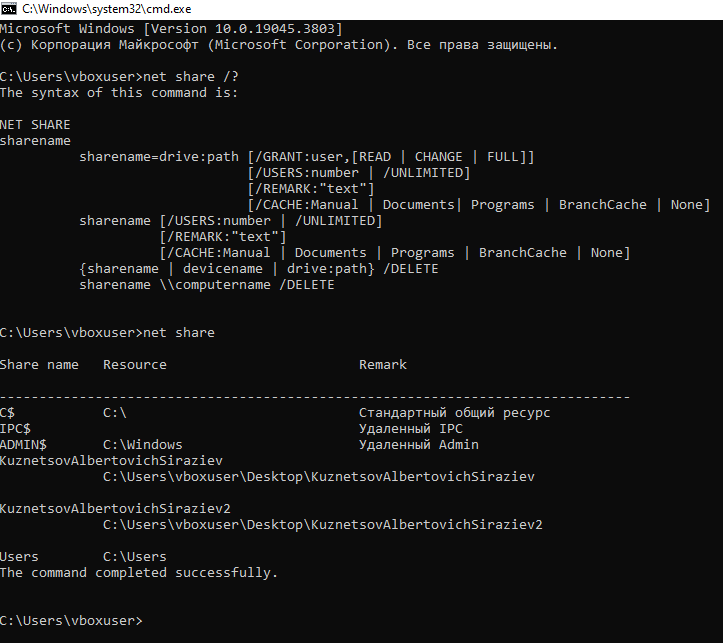 C:\Windows\system32\cmd.exe
Microsoft Windows [Version 10.0.19045.3803]
(c) Корпорация Майкрософт (Microsoft Corporation). Все права защищены.

C:\Users\vboxuser>net share /?
The syntax of this command is:

NET SHARE
sharename
          sharename=drive:path [/GRANT:user,[READ | CHANGE | FULL]]
                               [/USERS:number | /UNLIMITED]
                               [/REMARK:"text"]
                               [/CACHE:Manual | Documents| Programs | BranchCache | None]
          sharename [/USERS:number | /UNLIMITED]
                    [/REMARK:"text"]
                    [/CACHE:Manual | Documents | Programs | BranchCache | None]
          {sharename | devicename | drive:path} /DELETE
          sharename \\computername /DELETE

C:\Users\vboxuser>net share

Share name   Resource                        Remark

-------------------------------------------------------------------------------
C$           C:\                             Стандартный общий ресурс
IPC$                                         Удаленный IPC
ADMIN$       C:\Windows                      Удаленный Admin
KuznetsovAlbertovichSiraziev
             C:\Users\vboxuser\Desktop\KuznetsovAlbertovichSiraziev

KuznetsovAlbertovichSiraziev2
             C:\Users\vboxuser\Desktop\KuznetsovAlbertovichSiraziev2

Users        C:\Users
The command completed successfully.

C:\Users\vboxuser>